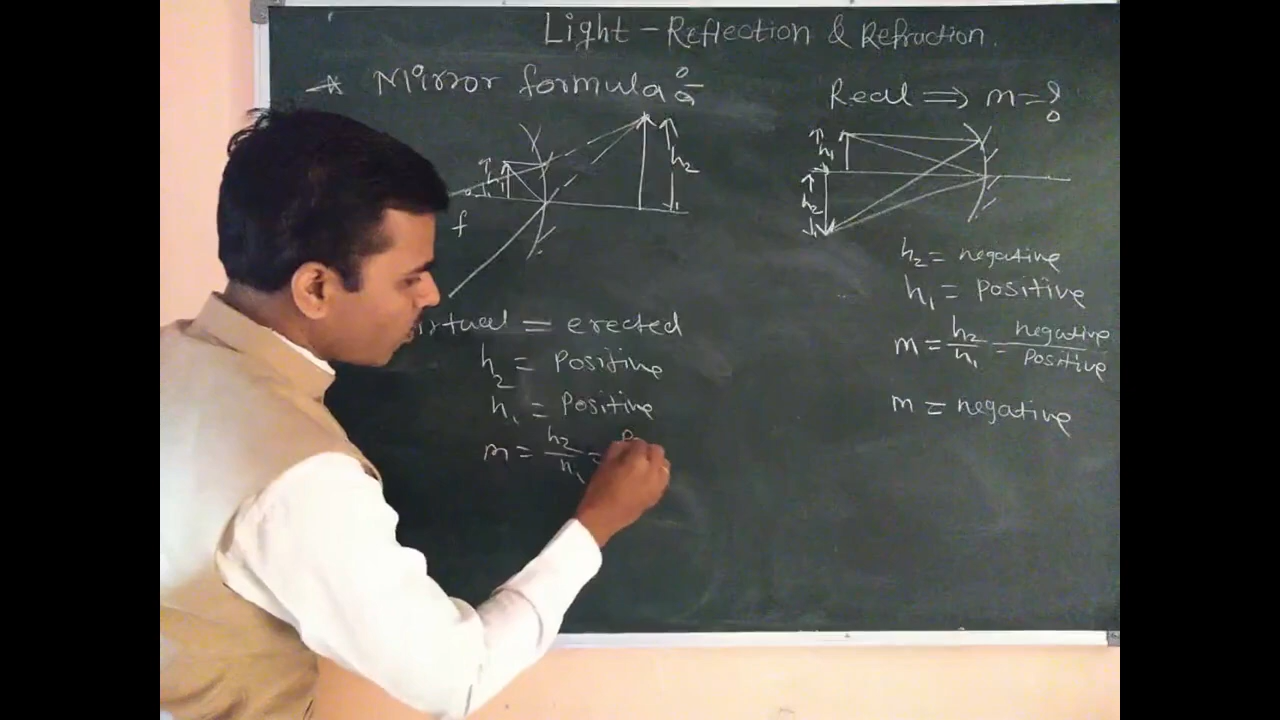 Light - Reflection & Refraction.
Mirror formula :-
h2
h1
f
Virtual = erected
h2 = Positive
h1 = Positive
m = h2/h1 =
Real ⇒ m = ?
h1
h2
h2 = negative
h1 = Positive
m = h2/h1 = negative/Positive
m = negative